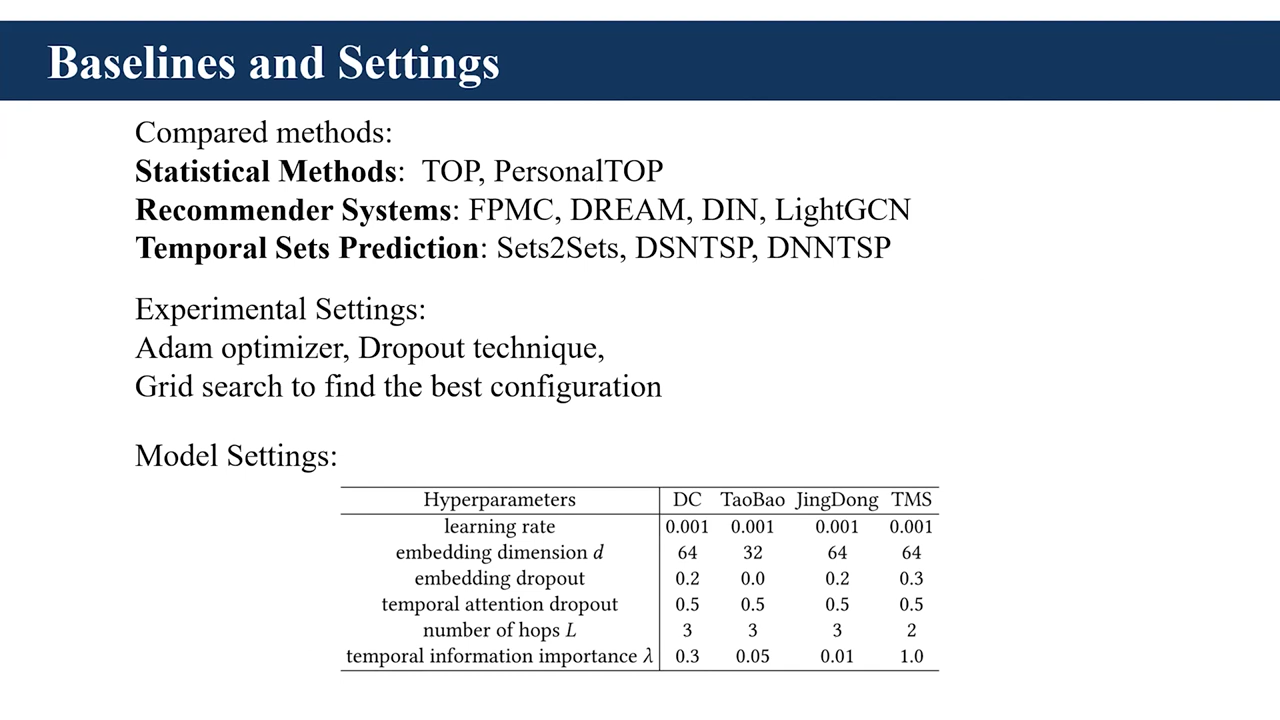 Baselines and Settings
Compared methods:
Statistical Methods: TOP, PersonalTOP
Recommender Systems: FPMC, DREAM, DIN, LightGCN
Temporal Sets Prediction: Sets2Sets, DSNTSP, DNNTSP
Experimental Settings:
Adam optimizer, Dropout technique,
Grid search to find the best configuration
Model Settings:
Hyperparameters DC TaoBao JingDong TMS
learning rate 0.001 0.001 0.001 0.001
embedding dimension d 64 32 64 64
embedding dropout 0.2 0.0 0.2 0.3
temporal attention dropout 0.5 0.5 0.5 0.5
number of hops L 3 3 3 2
temporal information importance λ 0.3 0.05 0.01 1.0